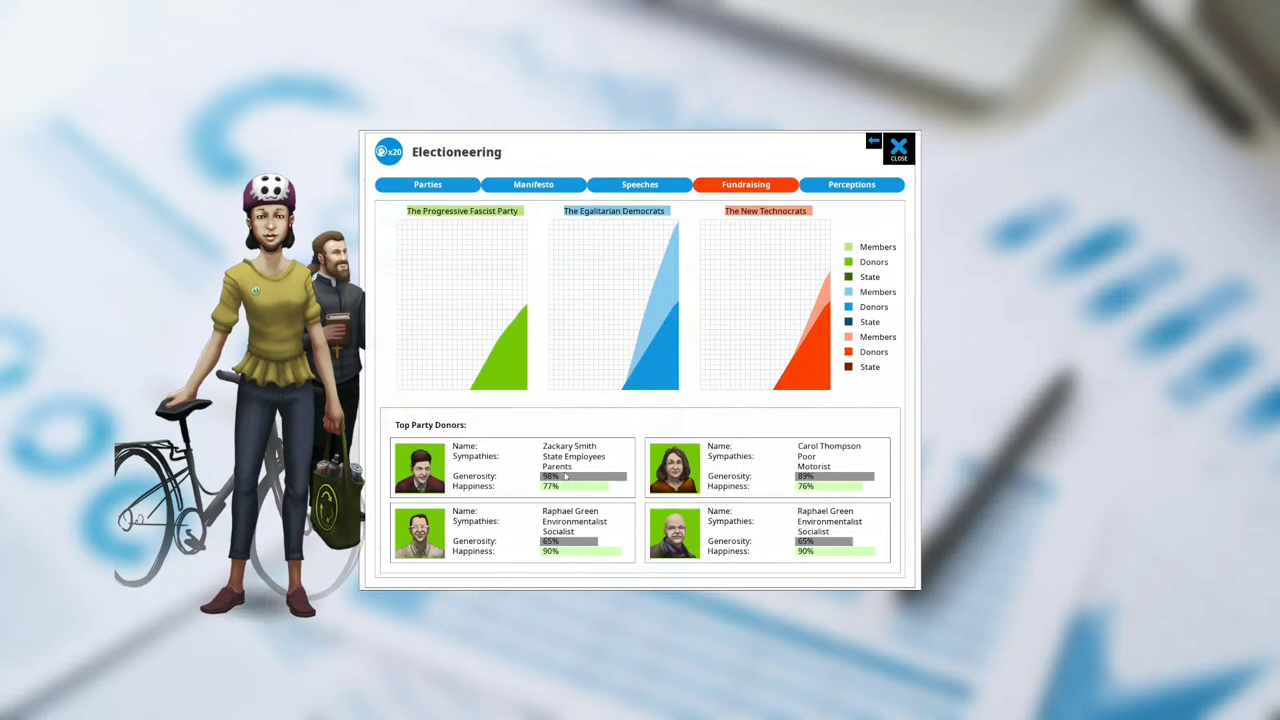 x20
Electioneering
CLOSE
Parties
Manifesto
Speeches
Fundraising
Perceptions
The Progressive Fascist Party
The Egalitarian Democrats
The New Technocrats
Members
Donors
State
Members
Donors
State
Members
Donors
State
Top Party Donors:
Name: Zackary Smith
Sympathies: State Employees
Parents
Generosity: 98%
Happiness: 77%
Name: Carol Thompson
Sympathies: Poor
Motorist
Generosity: 89%
Happiness: 76%
Name: Raphael Green
Sympathies: Environmentalist
Socialist
Generosity: 65%
Happiness: 90%
Name: Raphael Green
Sympathies: Environmentalist
Socialist
Generosity: 65%
Happiness: 90%